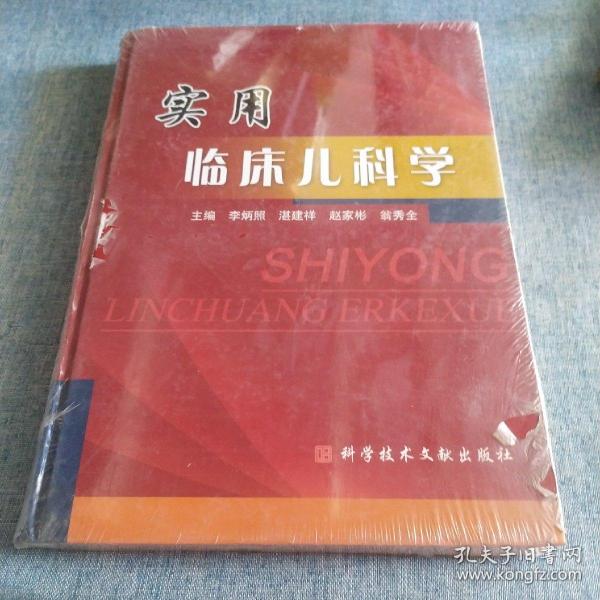 实用
临床儿科学
主编 李炳照 湛建祥 赵家彬 翁秀全
SHIYONG
LINCHUANG ERKEXUE
科学技术文献出版社
孔夫子旧书网
www.kongfz.com